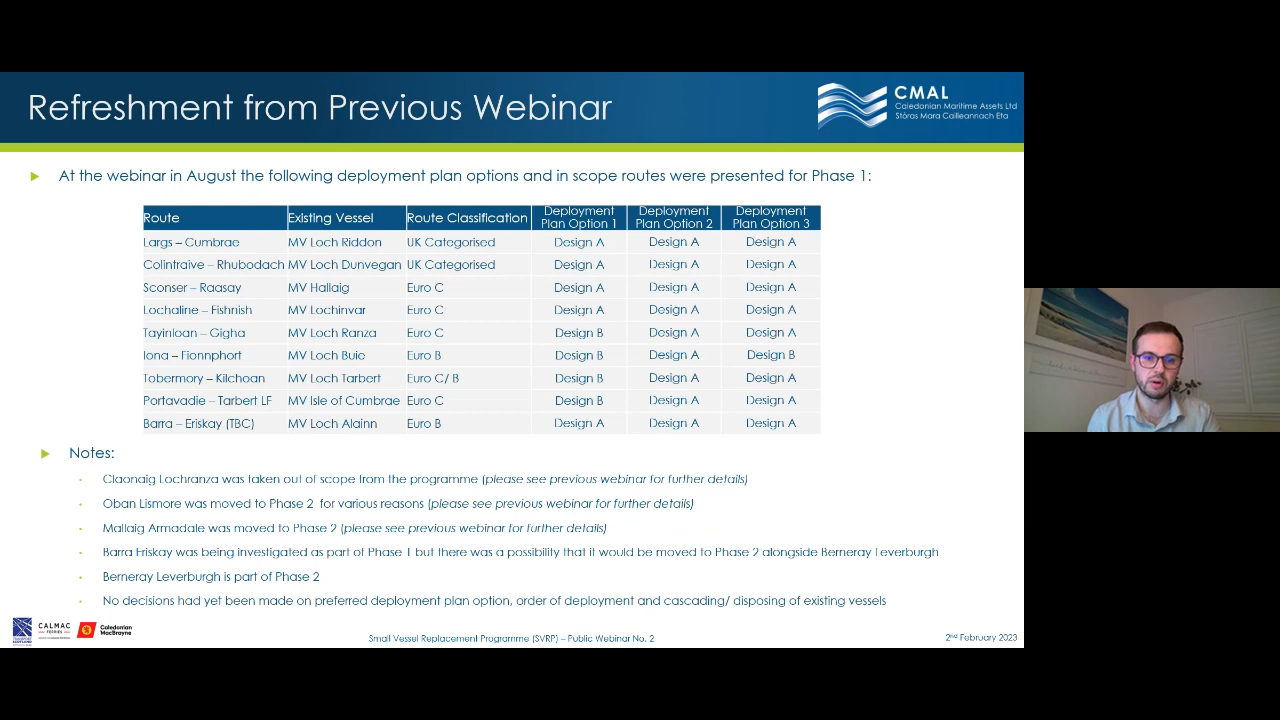 Refreshment from Previous Webinar
CMAL
Caledonian Maritime Assets Ltd
Stòras Mara Cailleannach Eta
At the webinar in August the following deployment plan options and in scope routes were presented for Phase 1:
Route Existing Vessel Route Classification Deployment Plan Option 1 Deployment Plan Option 2 Deployment Plan Option 3
Largs – Cumbrae MV Loch Riddon UK Categorised Design A Design A Design A
Colintraive – Rhubodach MV Loch Dunvegan UK Categorised Design A Design A Design A
Sconser – Raasay MV Hallaig Euro C Design A Design A Design A
Lochaline – Fishnish MV Lochinvar Euro C Design A Design A Design A
Tayinloan – Gigha MV Loch Ranza Euro C Design B Design A Design A
Iona – Fionnphort MV Loch Buie Euro B Design B Design A Design B
Tobermory – Kilchoan MV Loch Tarbert Euro C/ B Design B Design A Design A
Portavadie – Tarbert LF MV Isle of Cumbrae Euro C Design B Design A Design A
Barra – Eriskay (TBC) MV Loch Alainn Euro B Design A Design A Design A
Notes:
Claonaig Lochranza was taken out of scope from the programme (please see previous webinar for further details)
Oban Lismore was moved to Phase 2 for various reasons (please see previous webinar for further details)
Mallaig Armadale was moved to Phase 2 (please see previous webinar for further details)
Barra Eriskay was being investigated as part of Phase 1 but there was a possibility that it would be moved to Phase 2 alongside Berneray Leverburgh
Berneray Leverburgh is part of Phase 2
No decisions had yet been made on preferred deployment plan option, order of deployment and cascading/ disposing of existing vessels
CALMAC
FERRIES
Caledonian
MacBrayne
Small Vessel Replacement Programme (SVRP) – Public Webinar No. 2
2nd February 2023